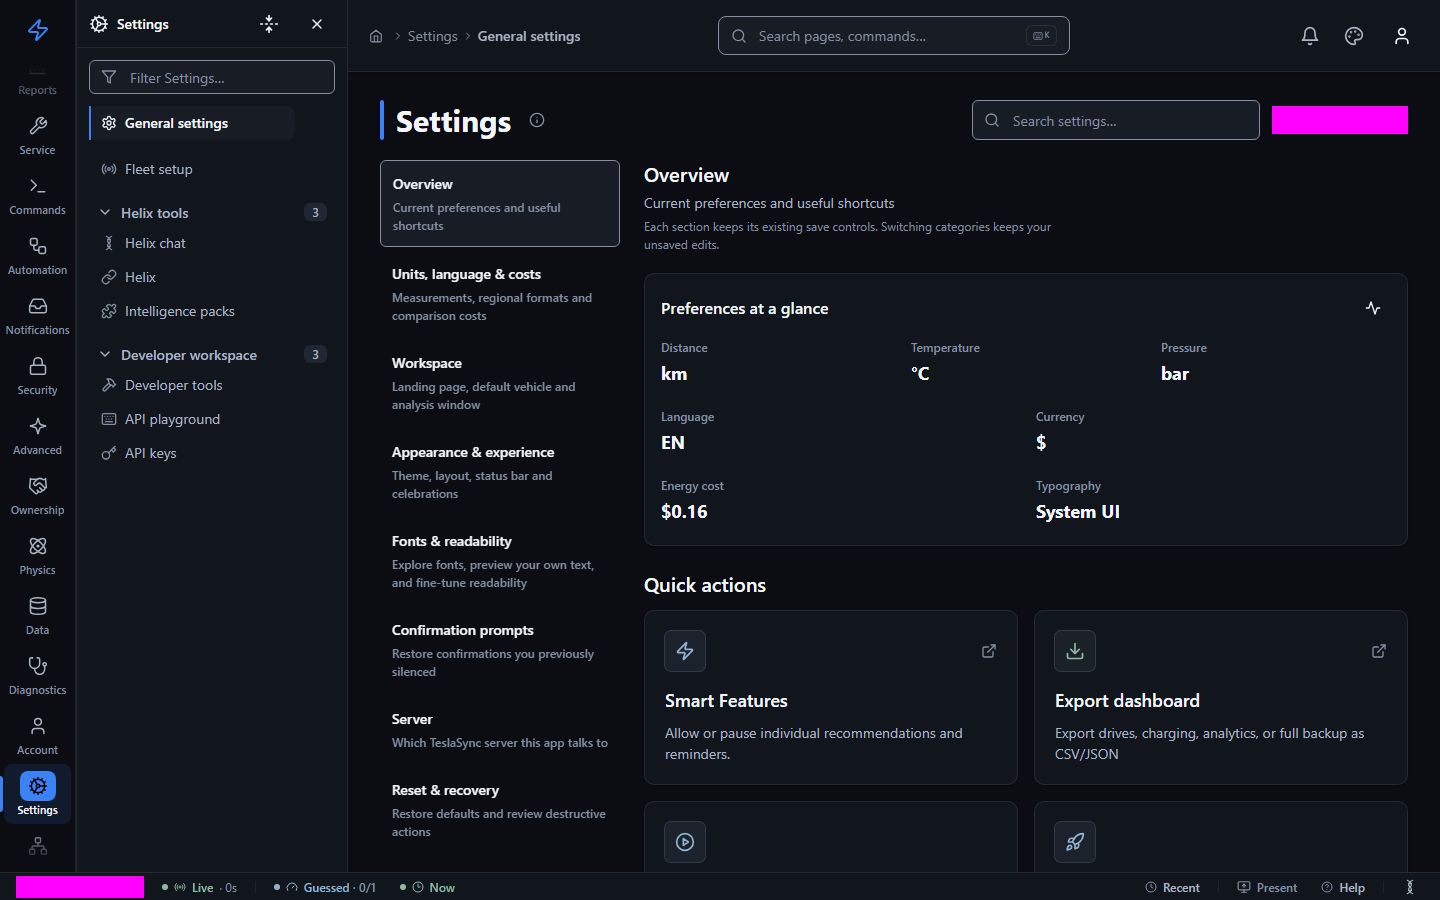 Reports
Service
Commands
Automation
Notifications
Security
Advanced
Ownership
Physics
Data
Diagnostics
Account
Settings
Settings
Filter Settings...
General settings
Fleet setup
Helix tools
3
Helix chat
Helix
Intelligence packs
Developer workspace
3
Developer tools
API playground
API keys
Settings
General settings
Search pages, commands...
K
Settings
Search settings...
Overview
Current preferences and useful
shortcuts
Units, language & costs
Measurements, regional formats and
comparison costs
Workspace
Landing page, default vehicle and
analysis window
Appearance & experience
Theme, layout, status bar and
celebrations
Fonts & readability
Explore fonts, preview your own text,
and fine-tune readability
Confirmation prompts
Restore confirmations you previously
silenced
Server
Which TeslaSync server this app talks to
Reset & recovery
Restore defaults and review destructive
actions
Overview
Current preferences and useful shortcuts
Each section keeps its existing save controls. Switching categories keeps your
unsaved edits.
Preferences at a glance
Distance
km
Temperature
°C
Pressure
bar
Language
EN
Currency
$
Energy cost
$0.16
Typography
System UI
Quick actions
Smart Features
Allow or pause individual recommendations and
reminders.
Export dashboard
Export drives, charging, analytics, or full backup as
CSV/JSON
Live · 0s
Guessed · 0/1
Now
Recent
Present
Help